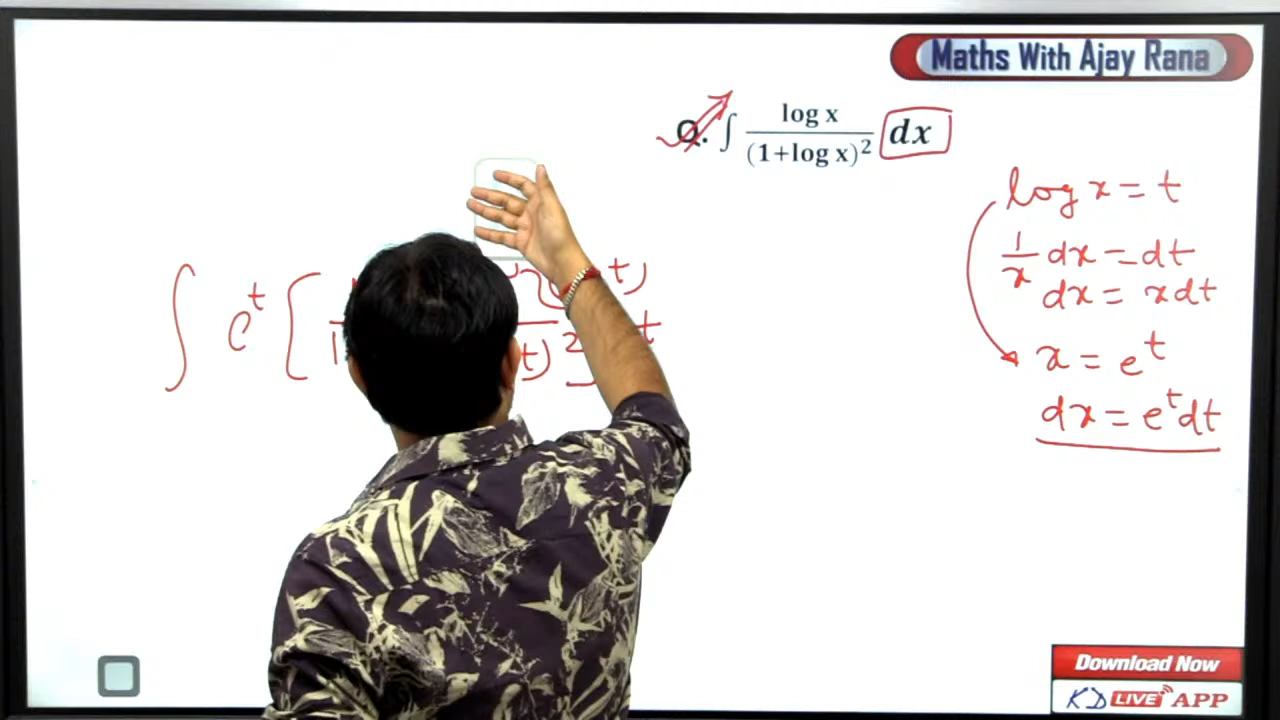 Maths With Ajay Rana
Q. ∫ log x / (1+log x)² dx
log x = t
1/x dx = dt
dx = x dt
x = e^t
dx = e^t dt
∫ e^t [
Download Now
KD LIVE APP